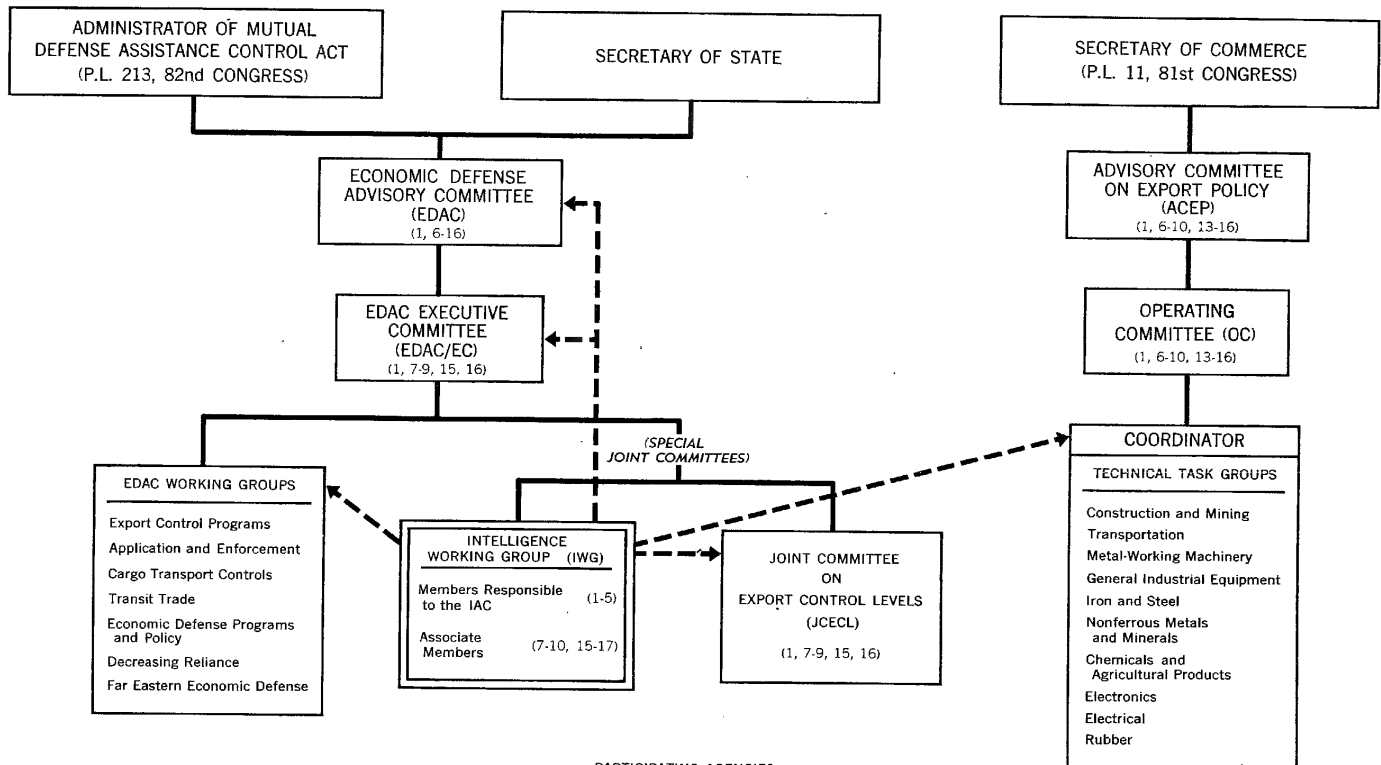 ADMINISTRATOR OF MUTUAL
DEFENSE ASSISTANCE CONTROL ACT
(P.L. 213, 82nd CONGRESS)
SECRETARY OF STATE
SECRETARY OF COMMERCE
(P.L. 11, 81st CONGRESS)
ECONOMIC DEFENSE
ADVISORY COMMITTEE
(EDAC)
(1, 6-16)
ADVISORY COMMITTEE
ON EXPORT POLICY
(ACEP)
(1, 6-10, 13-16)
EDAC EXECUTIVE
COMMITTEE
(EDAC/EC)
(1, 7-9, 15, 16)
OPERATING
COMMITTEE (OC)
(1, 6-10, 13-16)
(SPECIAL
JOINT COMMITTEES)
EDAC WORKING GROUPS
Export Control Programs
Application and Enforcement
Cargo Transport Controls
Transit Trade
Economic Defense Programs
and Policy
Decreasing Reliance
Far Eastern Economic Defense
INTELLIGENCE
WORKING GROUP (IWG)
Members Responsible
to the IAC (1-5)
Associate
Members (7-10, 15-17)
JOINT COMMITTEE
ON
EXPORT CONTROL LEVELS
(JCECL)
(1, 7-9, 15, 16)
COORDINATOR
TECHNICAL TASK GROUPS
Construction and Mining
Transportation
Metal-Working Machinery
General Industrial Equipment
Iron and Steel
Nonferrous Metals
and Minerals
Chemicals and
Agricultural Products
Electronics
Electrical
Rubber
PARTICIPATING AGENCIES